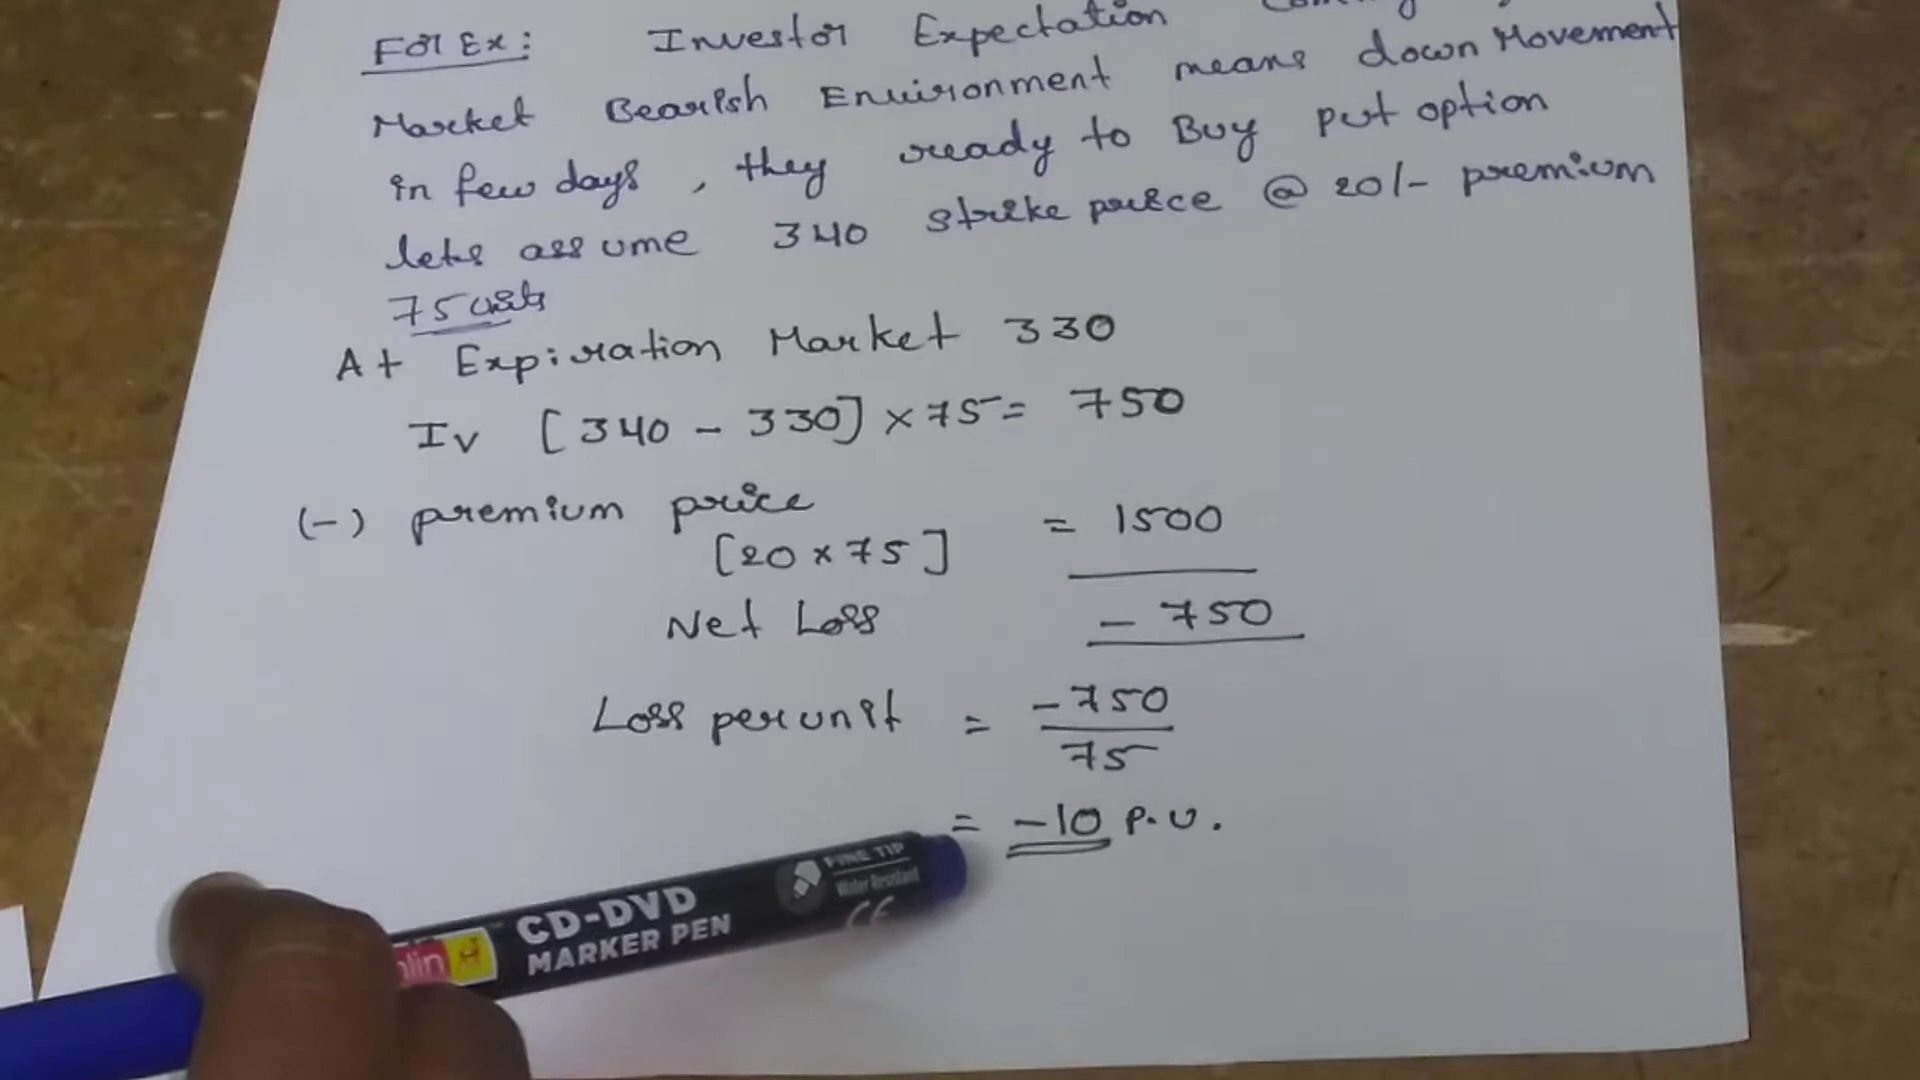 For Ex: Investor Expectation
Market Bearish Environment means down Movement
in few days, they ready to Buy put option
lets assume 340 strike price @ 20/- premium
75 units
At Expiration Market 330
IV [340 - 330] x 75 = 750
(-) premium price
[20 x 75] = 1500
Net Loss - 750
Loss per unit = -750
75
= -10 P.U.
FINE TIP
Water Resistant
CE
CD-DVD
MARKER PEN